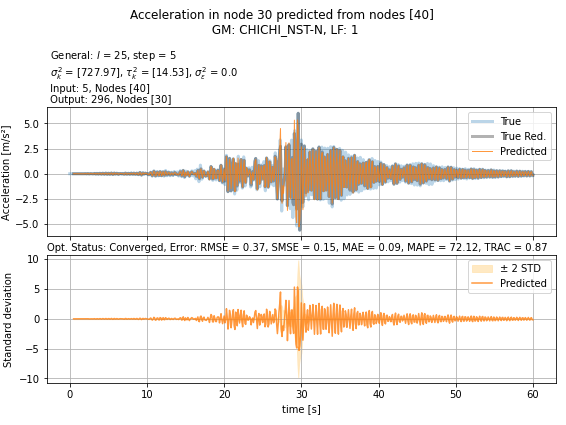 Acceleration in node 30 predicted from nodes [40]
GM: CHICHI_NST-N, LF: 1
General: l = 25, step = 5
σ²ₖ = [727.97], τ²ₖ = [14.53], σ²ε = 0.0
Input: 5, Nodes [40]
Output: 296, Nodes [30]
Acceleration [m/s²]
5.0
2.5
0.0
−2.5
−5.0
True
True Red.
Predicted
Opt. Status: Converged, Error: RMSE = 0.37, SMSE = 0.15, MAE = 0.09, MAPE = 72.12, TRAC = 0.87
Standard deviation
10
5
0
−5
−10
± 2 STD
Predicted
0 10 20 30 40 50 60
time [s]